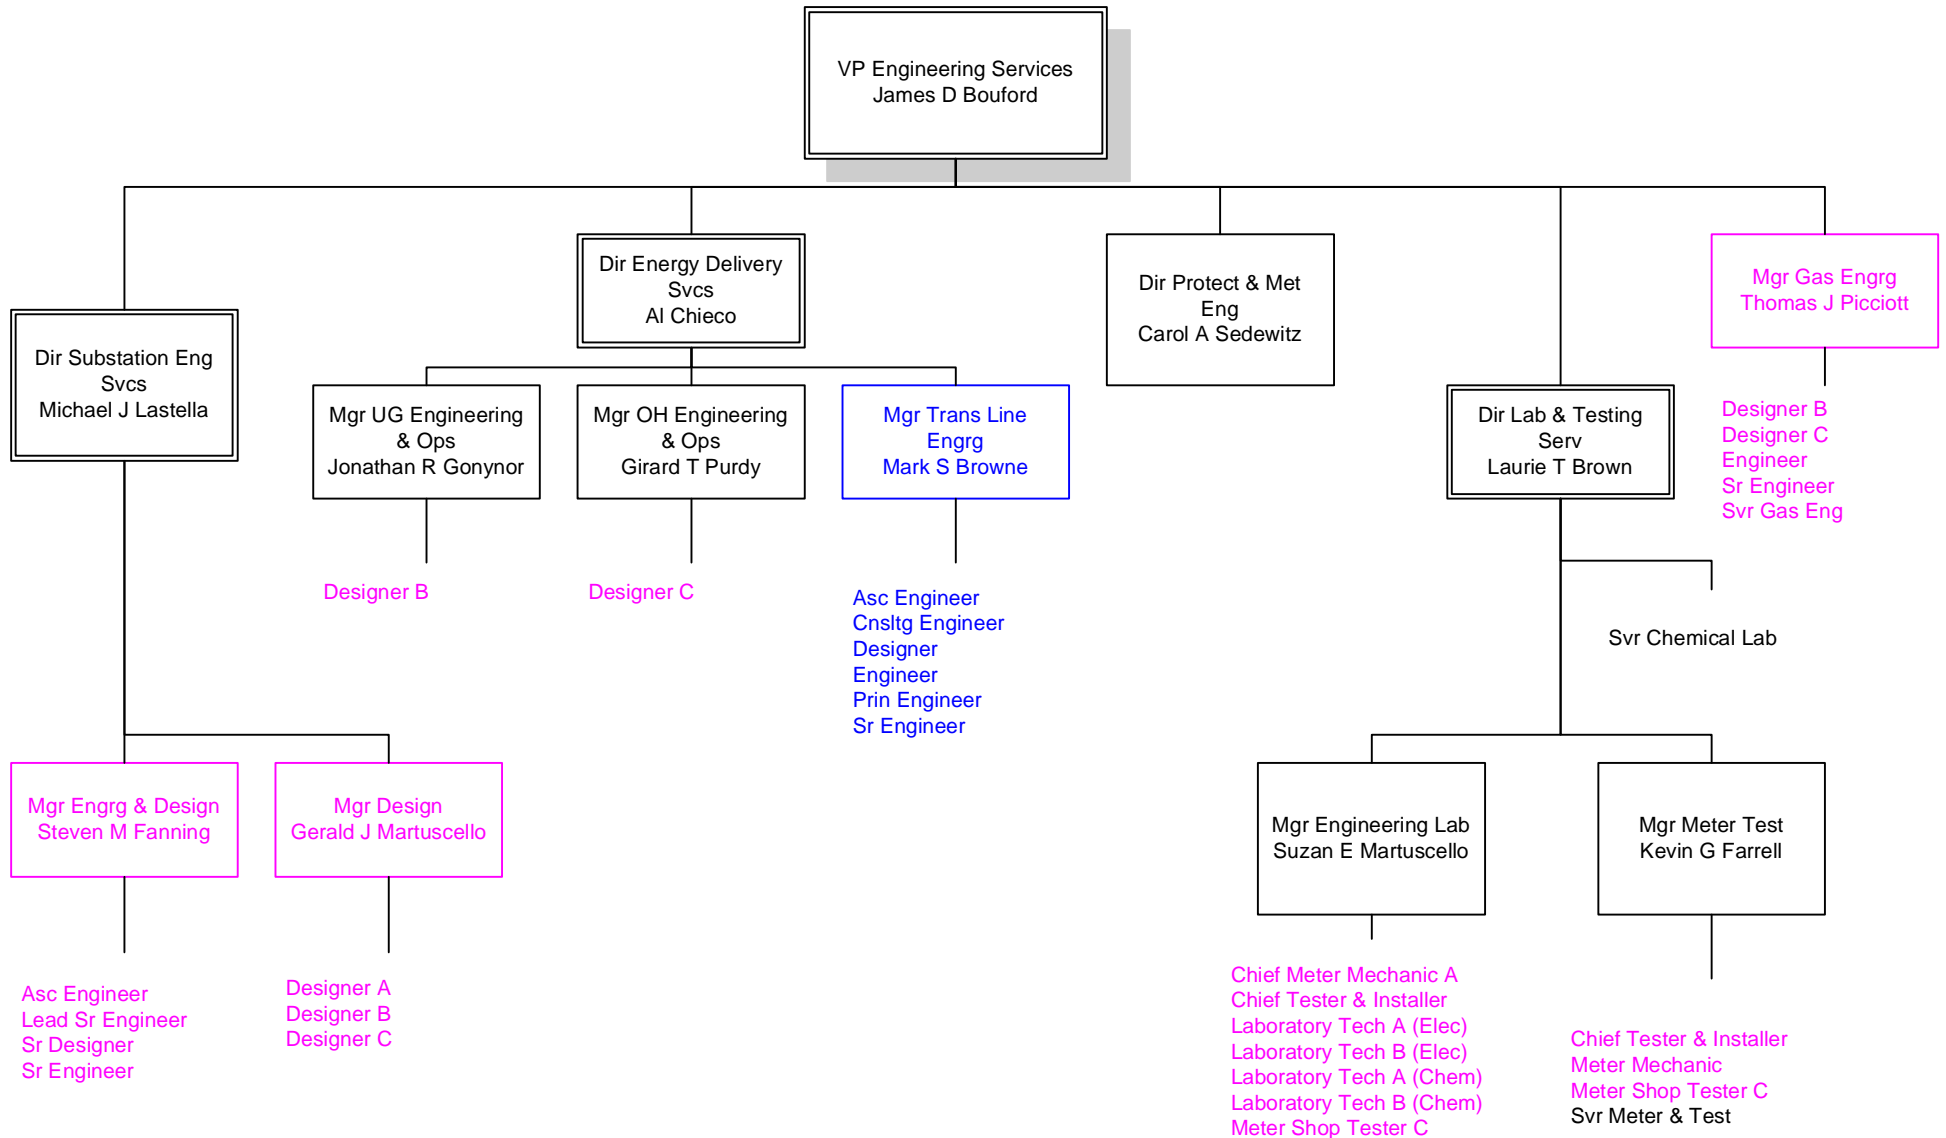 VP Engineering Services
James D Bouford
Dir Substation Eng
Svcs
Michael J Lastella
Dir Energy Delivery
Svcs
Al Chieco
Dir Protect & Met
Eng
Carol A Sedewitz
Dir Lab & Testing
Serv
Laurie T Brown
Mgr Gas Engrg
Thomas J Picciott
Designer B
Designer C
Engineer
Sr Engineer
Svr Gas Eng
Mgr UG Engineering
& Ops
Jonathan R Gonynor
Mgr OH Engineering
& Ops
Girard T Purdy
Mgr Trans Line
Engrg
Mark S Browne
Designer B
Designer C
Asc Engineer
Cnsltg Engineer
Designer
Engineer
Prin Engineer
Sr Engineer
Svr Chemical Lab
Mgr Engrg & Design
Steven M Fanning
Mgr Design
Gerald J Martuscello
Mgr Engineering Lab
Suzan E Martuscello
Mgr Meter Test
Kevin G Farrell
Asc Engineer
Lead Sr Engineer
Sr Designer
Sr Engineer
Designer A
Designer B
Designer C
Chief Meter Mechanic A
Chief Tester & Installer
Laboratory Tech A (Elec)
Laboratory Tech B (Elec)
Laboratory Tech A (Chem)
Laboratory Tech B (Chem)
Meter Shop Tester C
Chief Tester & Installer
Meter Mechanic
Meter Shop Tester C
Svr Meter & Test